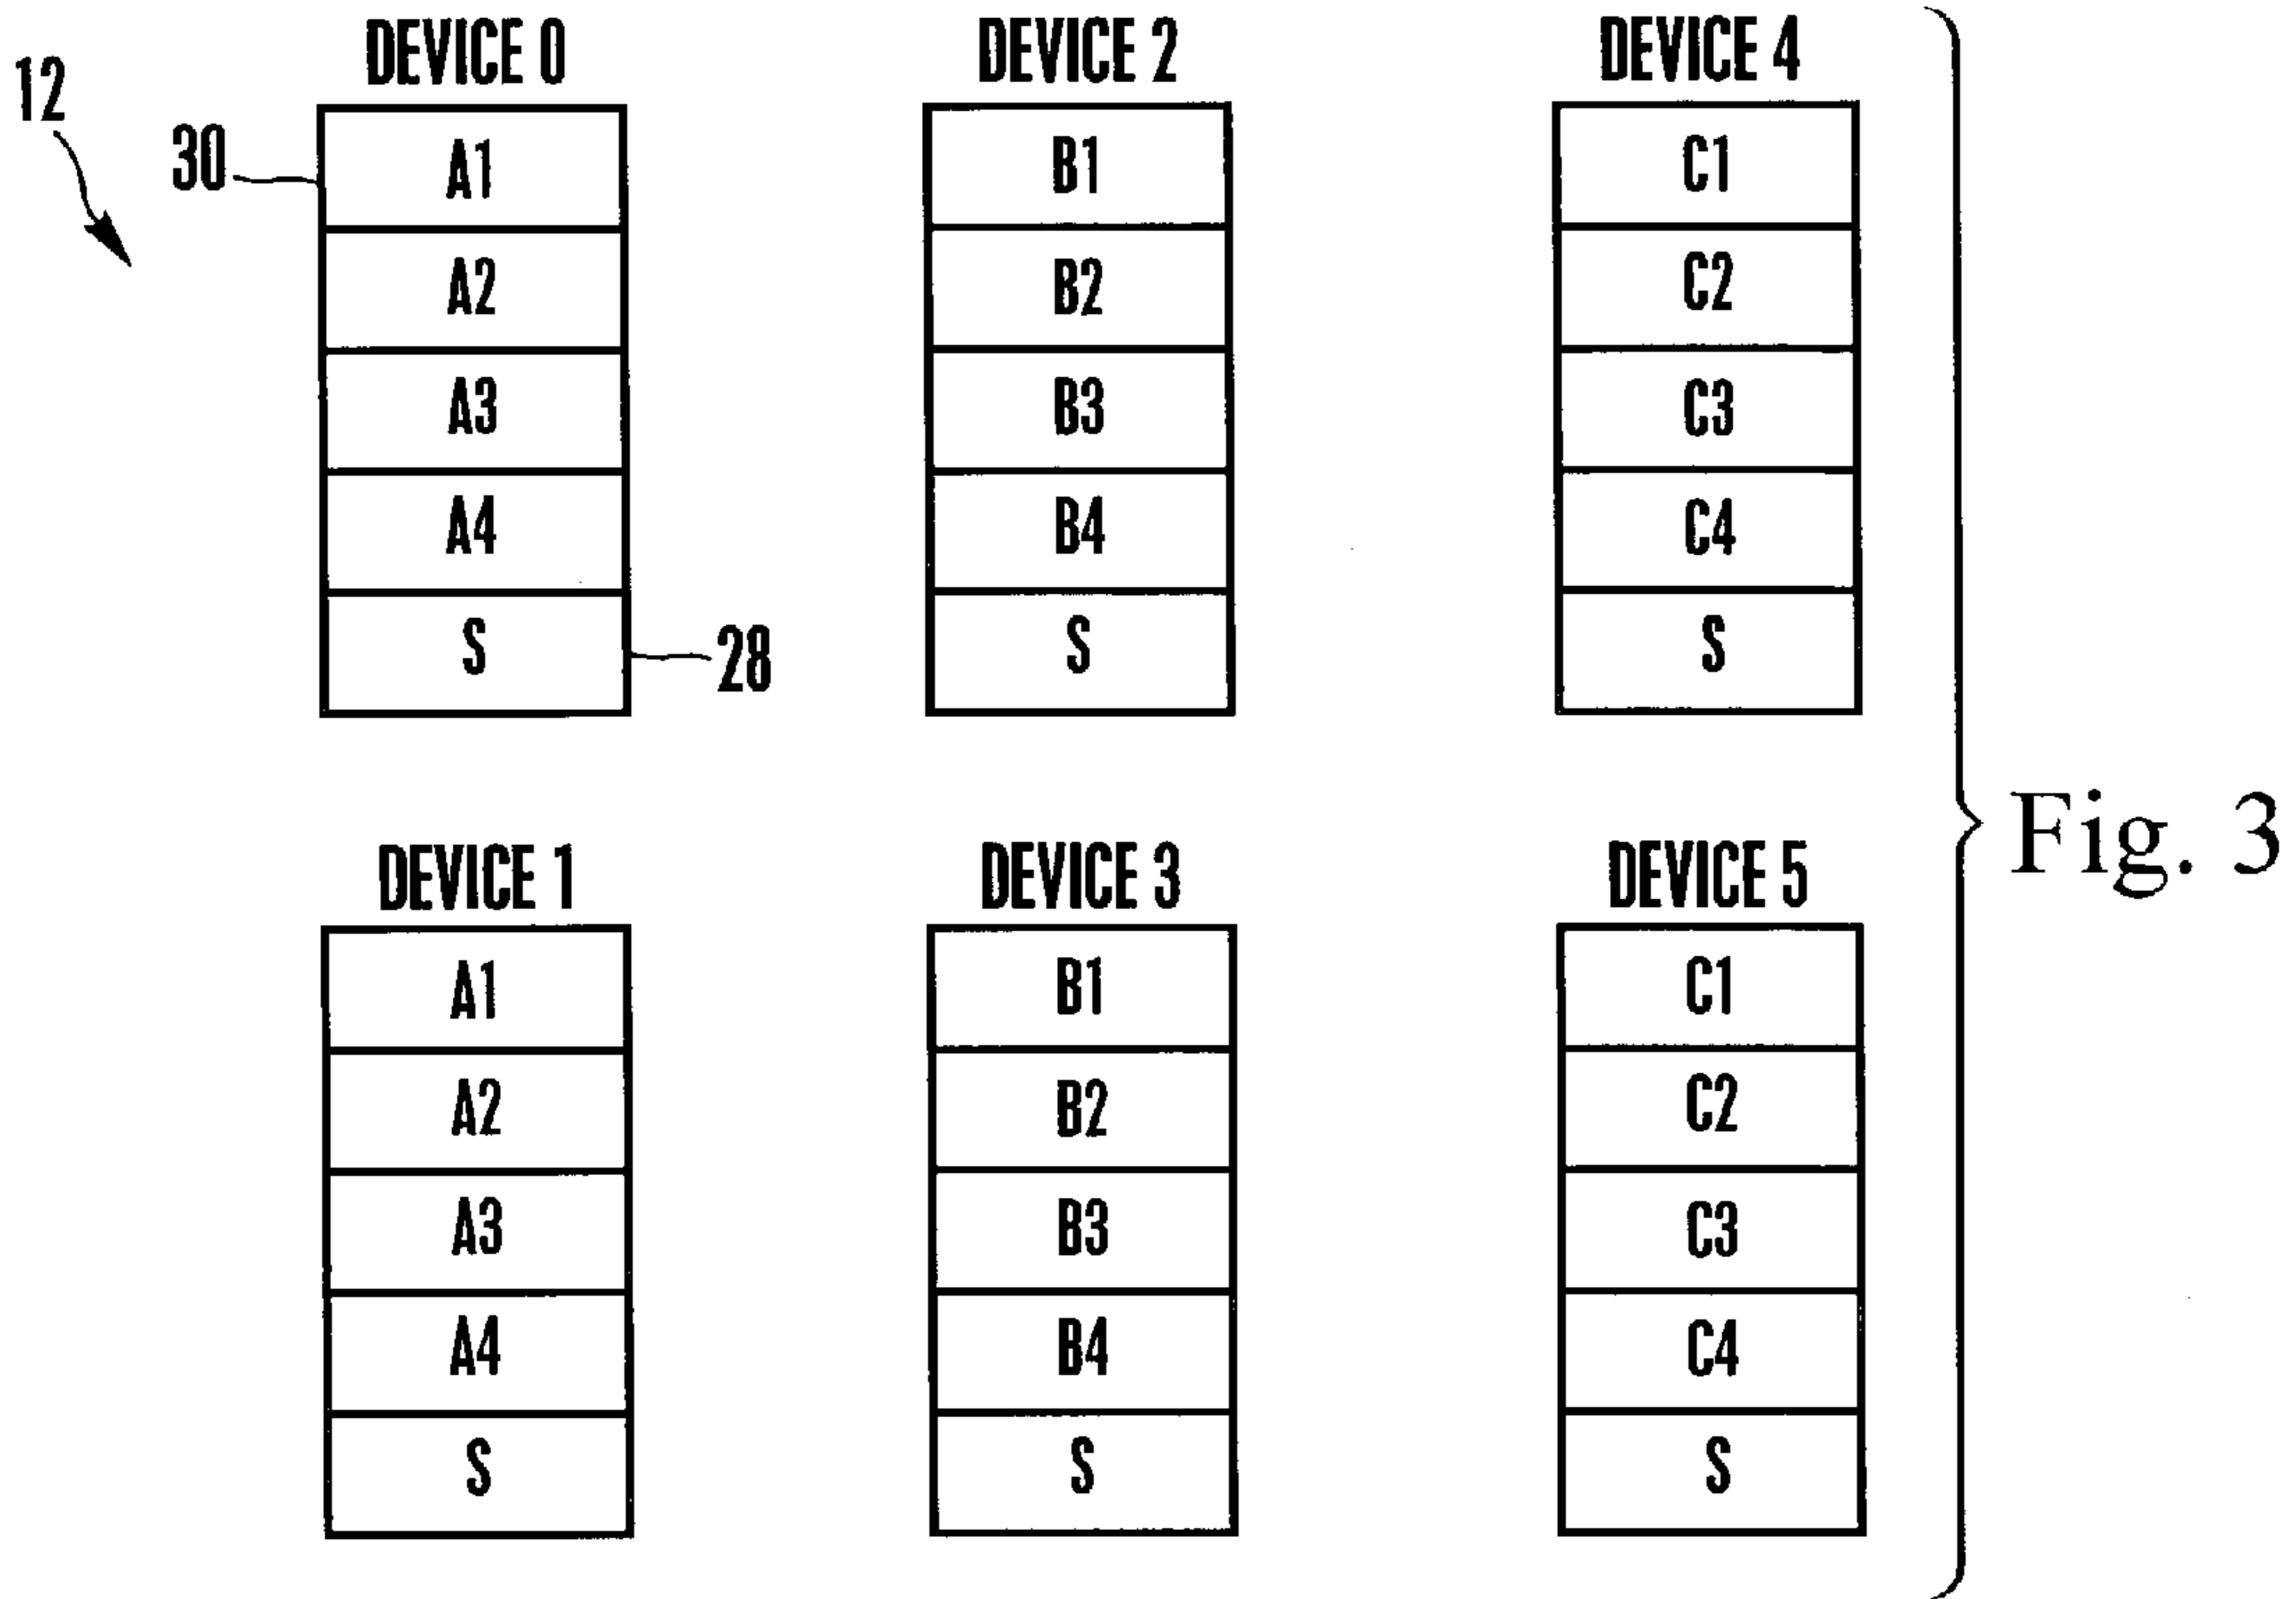 12
DEVICE 0
30
A1
A2
A3
A4
S
28
DEVICE 2
B1
B2
B3
B4
S
DEVICE 4
C1
C2
C3
C4
S
DEVICE 1
A1
A2
A3
A4
S
DEVICE 3
B1
B2
B3
B4
S
DEVICE 5
C1
C2
C3
C4
S
Fig. 3